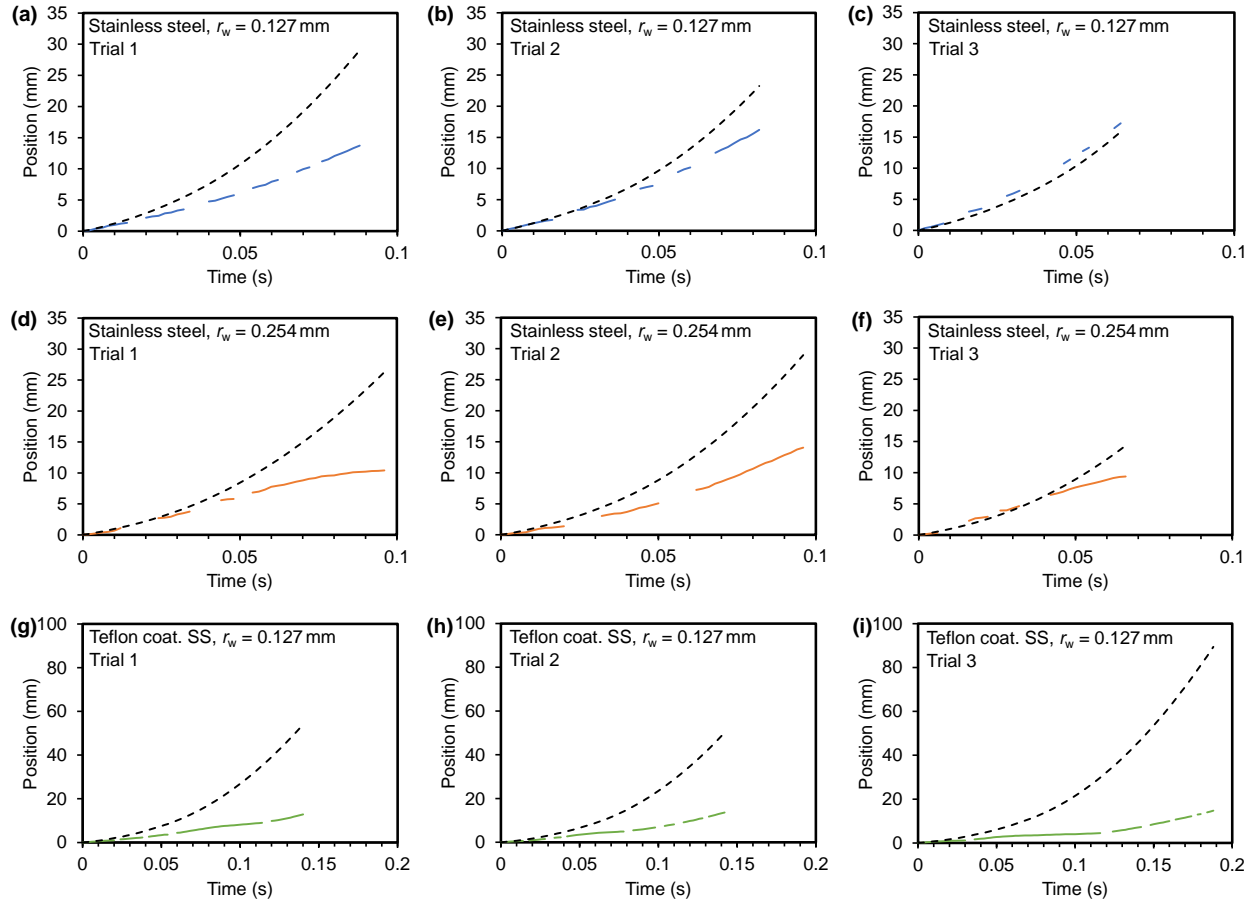 (a)
Stainless steel, rw = 0.127 mm
Trial 1
35
30
25
20
15
10
5
0
Position (mm)
0
0.05
0.1
Time (s)
(b)
Stainless steel, rw = 0.127 mm
Trial 2
35
30
25
20
15
10
5
0
Position (mm)
0
0.05
0.1
Time (s)
(c)
Stainless steel, rw = 0.127 mm
Trial 3
35
30
25
20
15
10
5
0
Position (mm)
0
0.05
0.1
Time (s)
(d)
Stainless steel, rw = 0.254 mm
Trial 1
35
30
25
20
15
10
5
0
Position (mm)
0
0.05
0.1
Time (s)
(e)
Stainless steel, rw = 0.254 mm
Trial 2
35
30
25
20
15
10
5
0
Position (mm)
0
0.05
0.1
Time (s)
(f)
Stainless steel, rw = 0.254 mm
Trial 3
35
30
25
20
15
10
5
0
Position (mm)
0
0.05
0.1
Time (s)
(g)
Teflon coat. SS, rw = 0.127 mm
Trial 1
100
80
60
40
20
0
Position (mm)
0
0.05
0.1
0.15
0.2
Time (s)
(h)
Teflon coat. SS, rw = 0.127 mm
Trial 2
100
80
60
40
20
0
Position (mm)
0
0.05
0.1
0.15
0.2
Time (s)
(i)
Teflon coat. SS, rw = 0.127 mm
Trial 3
100
80
60
40
20
0
Position (mm)
0
0.05
0.1
0.15
0.2
Time (s)